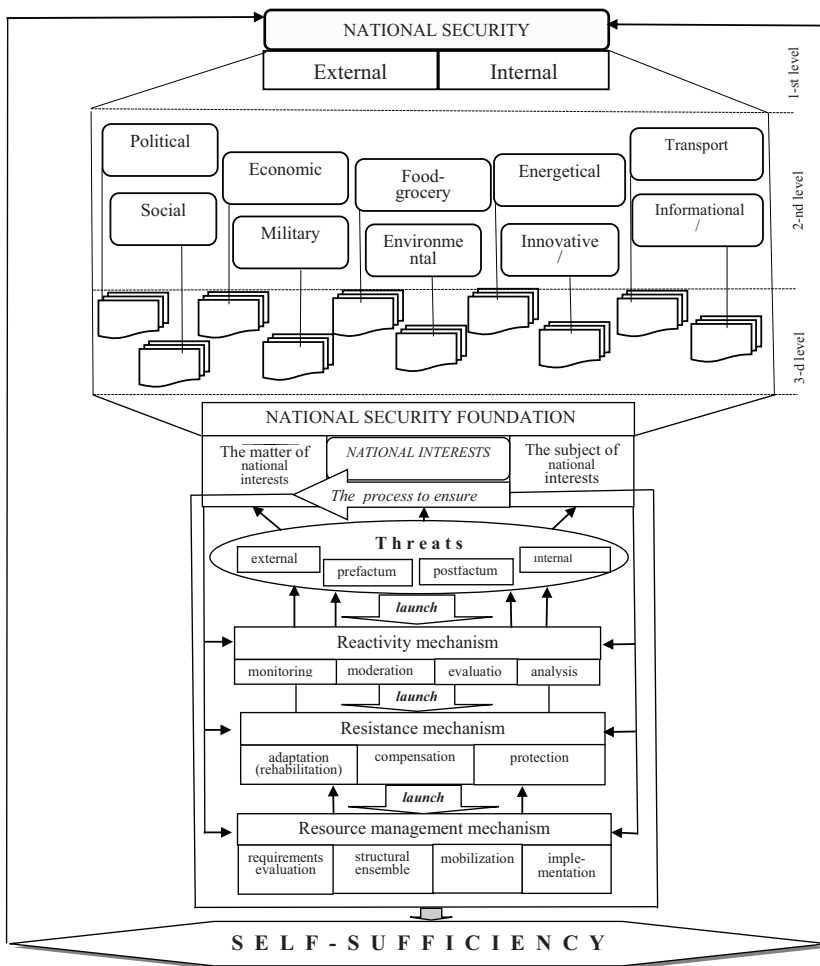 NATIONAL SECURITY
External
Internal
1-st level
Political
Economic
Food-
grocery
Energetical
Transport
Social
Military
Environme
ntal
Innovative
/
Informational
/
2-nd level
3-d level
NATIONAL SECURITY FOUNDATION
The matter of
national
interests
NATIONAL INTERESTS
The subject of
national
interests
The process to ensure
Threats
external
prefactum
postfactum
internal
launch
Reactivity mechanism
monitoring
moderation
evaluatio
analysis
launch
Resistance mechanism
adaptation
(rehabilitation)
compensation
protection
launch
Resource management mechanism
requirements
evaluation
structural
ensemble
mobilization
imple-
mentation
SELF-SUFFICIENCY